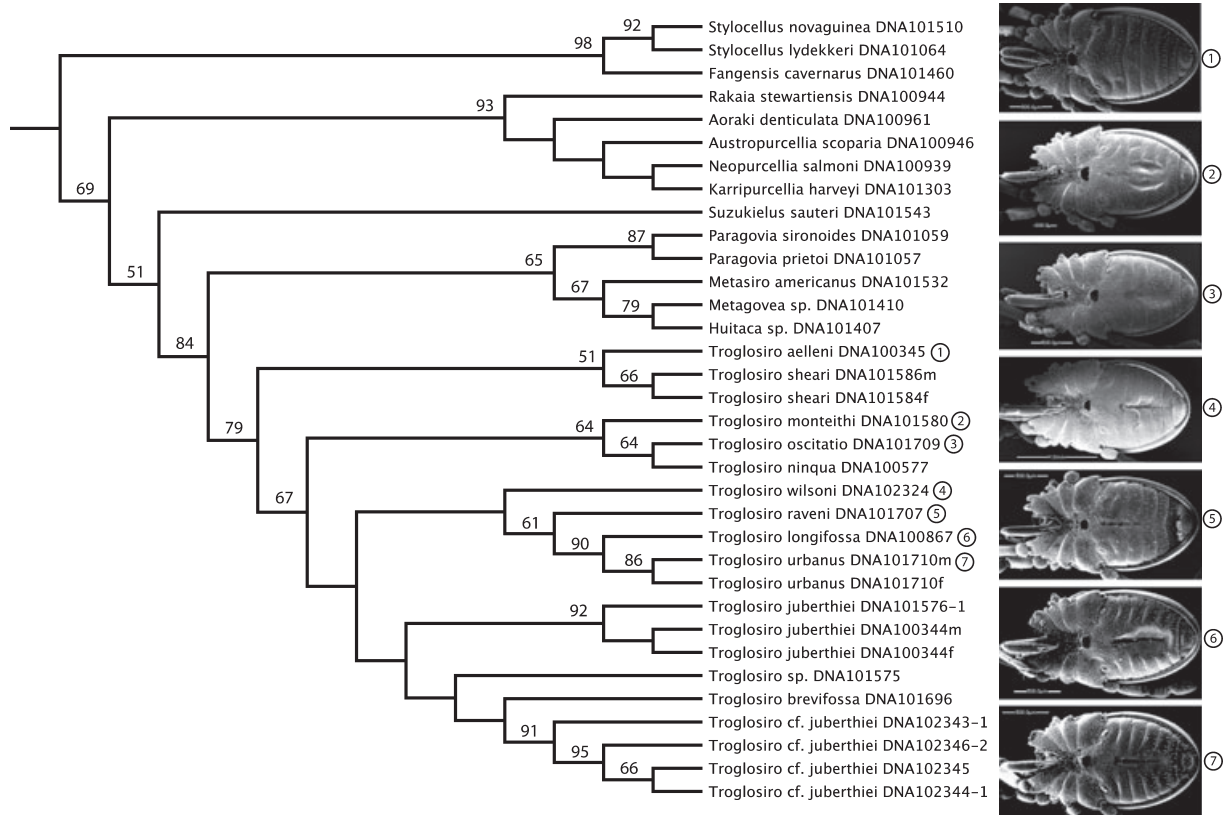 92
Stylocellus novaguinea DNA101510
98
Stylocellus lydekkeri DNA101064
Fangensis cavernarus DNA101460
①
93
Rakaia stewartiensis DNA100944
Aoraki denticulata DNA100961
Austropurcellia scoparia DNA100946
Neopurcellia salmoni DNA100939
②
69
Karripurcellia harveyi DNA101303
Suzukielus sauteri DNA101543
87
Paragovia sironoides DNA101059
65
Paragovia prietoi DNA101057
51
67
Metasiro americanus DNA101532
③
79
Metagovea sp. DNA101410
Huitaca sp. DNA101407
84
51
Troglosiro aelleni DNA100345 ①
66
Troglosiro sheari DNA101586m
Troglosiro sheari DNA101584f
④
79
64
Troglosiro monteithi DNA101580 ②
64
Troglosiro oscitatio DNA101709 ③
Troglosiro ninqua DNA100577
67
Troglosiro wilsoni DNA102324 ④
61
Troglosiro raveni DNA101707 ⑤
⑤
90
Troglosiro longifossa DNA100867 ⑥
86
Troglosiro urbanus DNA101710m ⑦
Troglosiro urbanus DNA101710f
92
Troglosiro juberthiei DNA101576-1
Troglosiro juberthiei DNA100344m
⑥
Troglosiro juberthiei DNA100344f
Troglosiro sp. DNA101575
Troglosiro brevifossa DNA101696
91
Troglosiro cf. juberthiei DNA102343-1
95
Troglosiro cf. juberthiei DNA102346-2
⑦
66
Troglosiro cf. juberthiei DNA102345
Troglosiro cf. juberthiei DNA102344-1